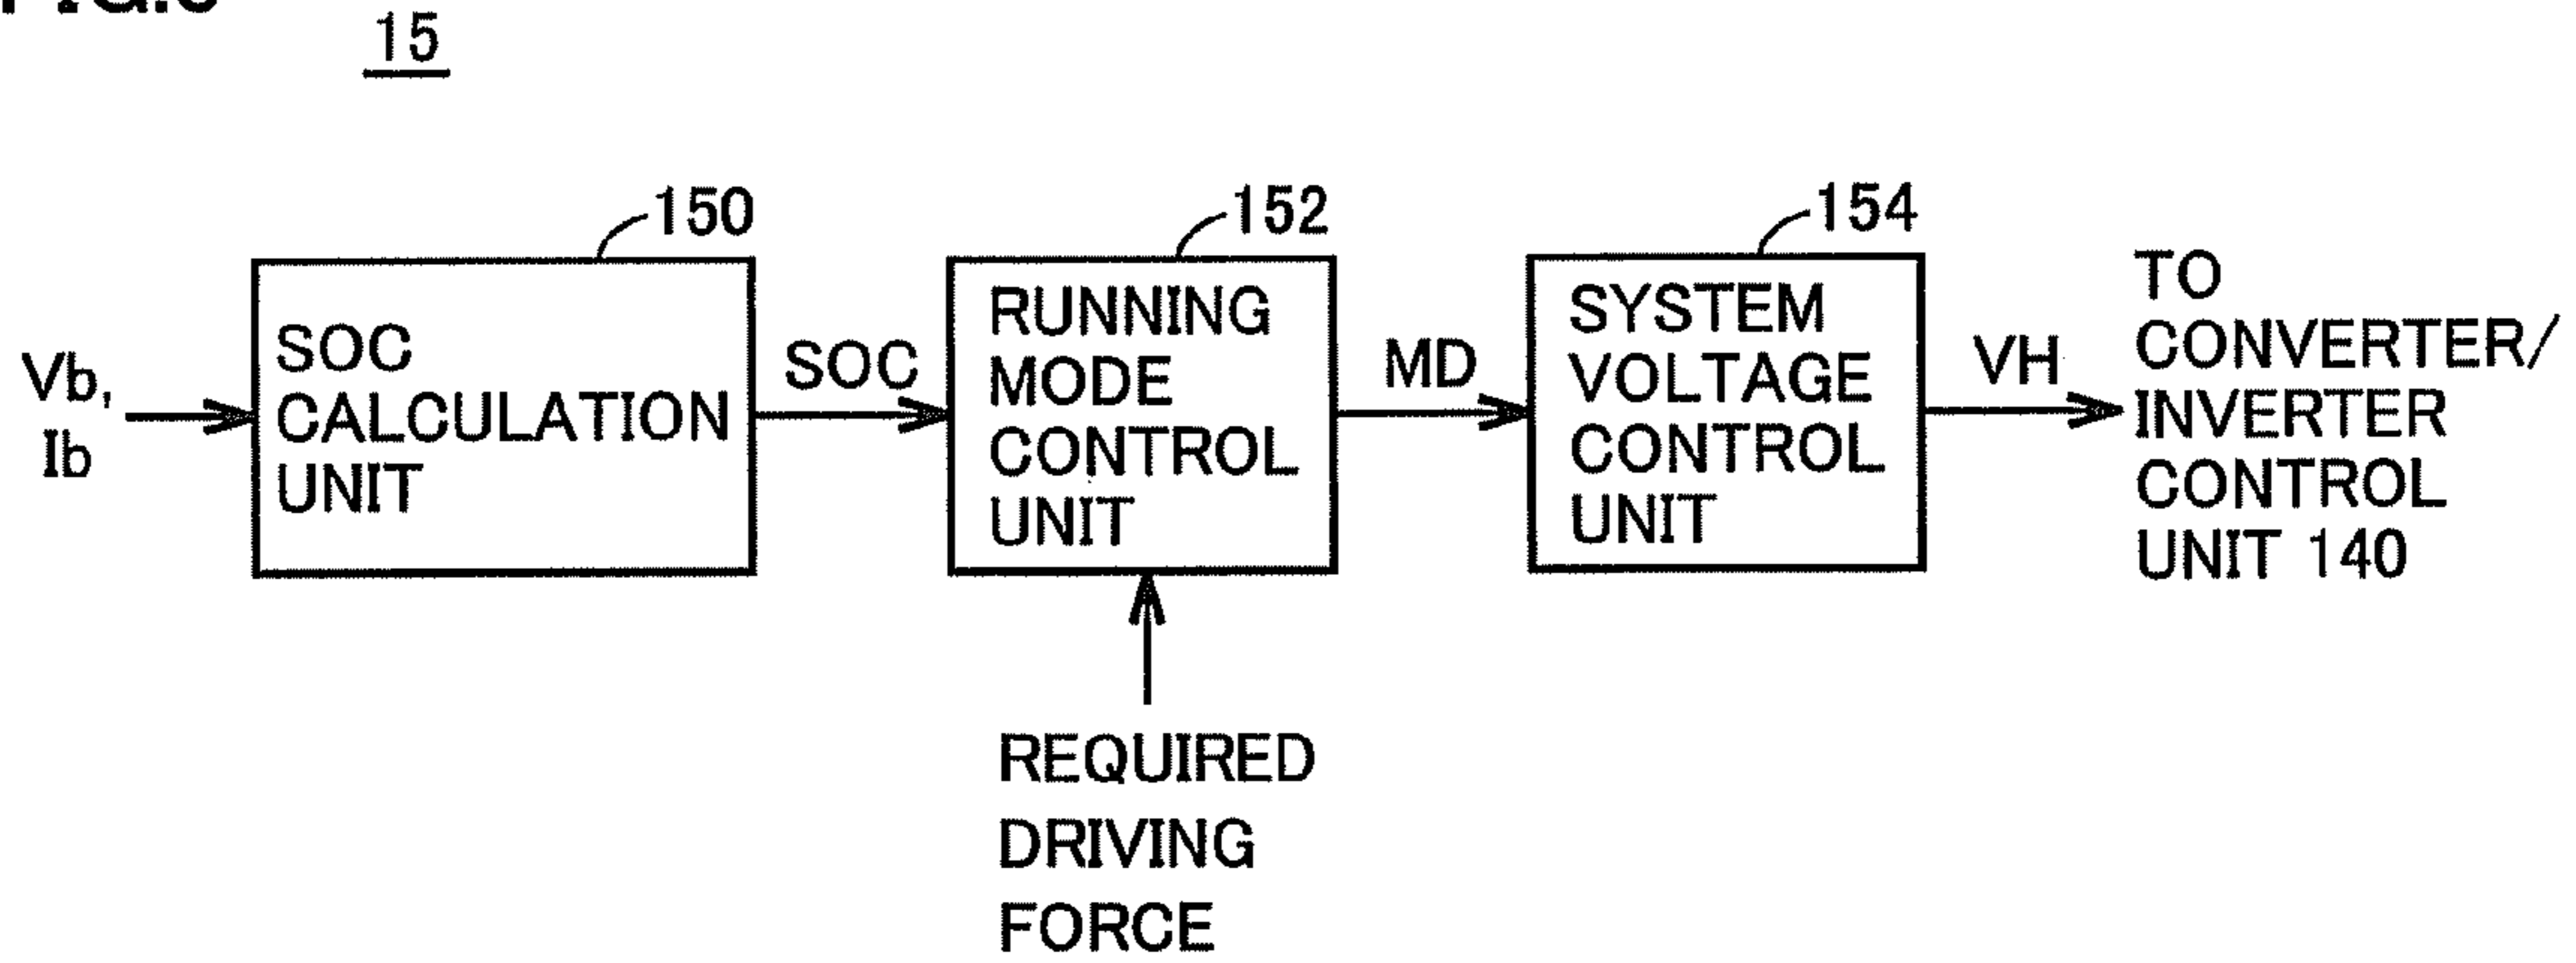 15
150
152
154
Vb,
Ib
SOC
CALCULATION
UNIT
SOC
RUNNING
MODE
CONTROL
UNIT
MD
SYSTEM
VOLTAGE
CONTROL
UNIT
VH
TO
CONVERTER/
INVERTER
CONTROL
UNIT 140
REQUIRED
DRIVING
FORCE